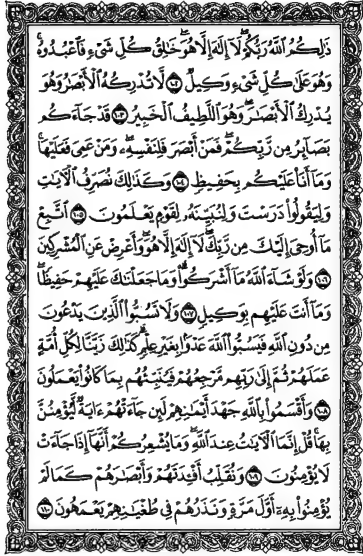 ذَٰلِكُمُ ٱللَّهُ رَبُّكُمْ ۖ لَآ إِلَٰهَ إِلَّا هُوَ ۖ خَٰلِقُ كُلِّ شَىْءٍ فَٱعْبُدُوهُ ۚ
وَهُوَ عَلَىٰ كُلِّ شَىْءٍ وَكِيلٌ ١٠٢ لَّا تُدْرِكُهُ ٱلْأَبْصَٰرُ وَهُوَ
يُدْرِكُ ٱلْأَبْصَٰرَ ۖ وَهُوَ ٱللَّطِيفُ ٱلْخَبِيرُ ١٠٣ قَدْ جَآءَكُم
بَصَآئِرُ مِن رَّبِّكُمْ ۖ فَمَنْ أَبْصَرَ فَلِنَفْسِهِۦ ۖ وَمَنْ عَمِىَ فَعَلَيْهَا ۚ
وَمَآ أَنَا۠ عَلَيْكُم بِحَفِيظٍ ١٠٤ وَكَذَٰلِكَ نُصَرِّفُ ٱلْءَايَٰتِ
وَلِيَقُولُوا۟ دَرَسْتَ وَلِنُبَيِّنَهُۥ لِقَوْمٍ يَعْلَمُونَ ١٠٥ ٱتَّبِعْ
مَآ أُوحِىَ إِلَيْكَ مِن رَّبِّكَ ۖ لَآ إِلَٰهَ إِلَّا هُوَ ۖ وَأَعْرِضْ عَنِ ٱلْمُشْرِكِينَ
١٠٦ وَلَوْ شَآءَ ٱللَّهُ مَآ أَشْرَكُوا۟ ۗ وَمَا جَعَلْنَٰكَ عَلَيْهِمْ حَفِيظًا ۖ
وَمَآ أَنتَ عَلَيْهِم بِوَكِيلٍ ١٠٧ وَلَا تَسُبُّوا۟ ٱلَّذِينَ يَدْعُونَ
مِن دُونِ ٱللَّهِ فَيَسُبُّوا۟ ٱللَّهَ عَدْوًۢا بِغَيْرِ عِلْمٍ ۗ كَذَٰلِكَ زَيَّنَّا لِكُلِّ أُمَّةٍ
عَمَلَهُمْ ثُمَّ إِلَىٰ رَبِّهِم مَّرْجِعُهُمْ فَيُنَبِّئُهُم بِمَا كَانُوا۟ يَعْمَلُونَ
١٠٨ وَأَقْسَمُوا۟ بِٱللَّهِ جَهْدَ أَيْمَٰنِهِمْ لَئِن جَآءَتْهُمْ ءَايَةٌ لَّيُؤْمِنُنَّ
بِهَا ۚ قُلْ إِنَّمَا ٱلْءَايَٰتُ عِندَ ٱللَّهِ ۖ وَمَا يُشْعِرُكُمْ أَنَّهَآ إِذَا جَآءَتْ
لَا يُؤْمِنُونَ ١٠٩ وَنُقَلِّبُ أَفْـِٔدَتَهُمْ وَأَبْصَٰرَهُمْ كَمَا لَمْ
يُؤْمِنُوا۟ بِهِۦٓ أَوَّلَ مَرَّةٍ وَنَذَرُهُمْ فِى طُغْيَٰنِهِمْ يَعْمَهُونَ ١١٠